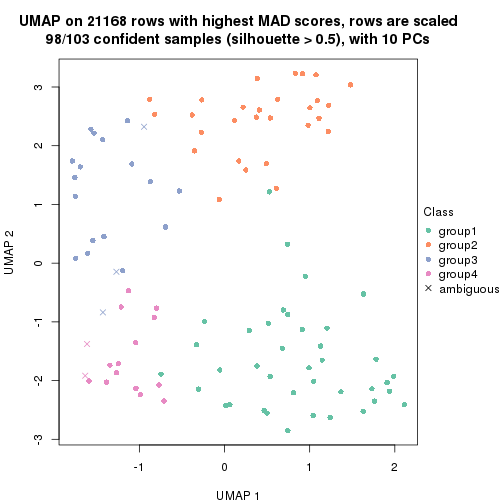 UMAP on 21168 rows with highest MAD scores, rows are scaled
98/103 confident samples (silhouette > 0.5), with 10 PCs
3
2
1
0
-1
-2
-3
UMAP 2
-1
0
1
2
UMAP 1
Class
group1
group2
group3
group4
ambiguous